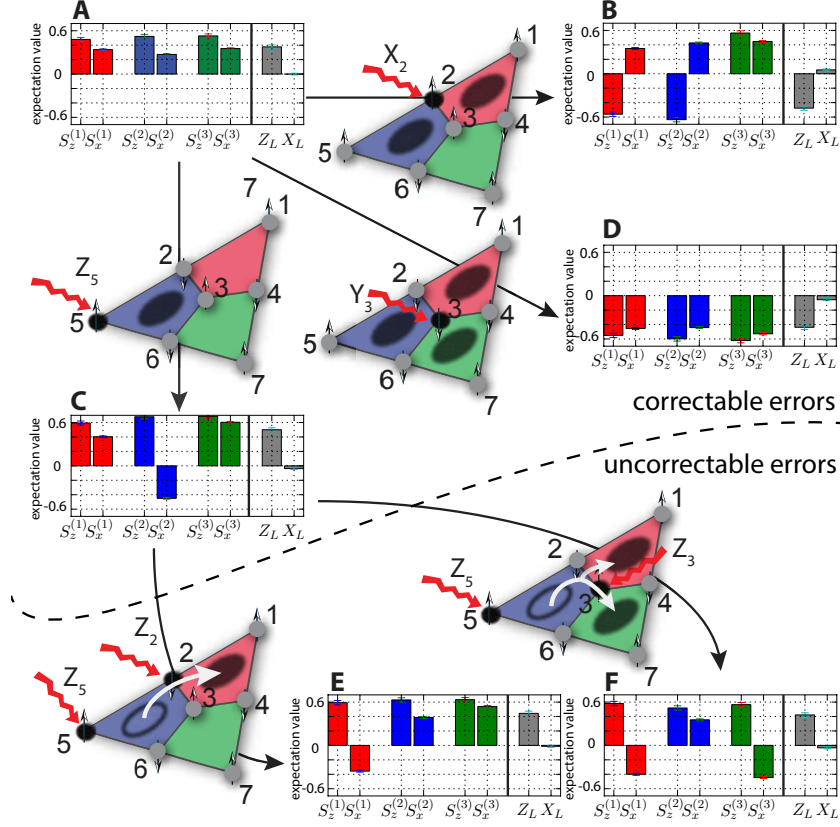 A
expectation value
0.6
0
-0.6
S_z^{(1)} S_x^{(1)} S_z^{(2)} S_x^{(2)} S_z^{(3)} S_x^{(3)} Z_L X_L
X_2
1
2
3
4
5
6
7
B
expectation value
0.6
0
-0.6
S_z^{(1)} S_x^{(1)} S_z^{(2)} S_x^{(2)} S_z^{(3)} S_x^{(3)} Z_L X_L
Z_5
7
1
2
3
4
5
6
7
Y_3
7
1
2
3
4
5
6
7
D
expectation value
0.6
0
-0.6
S_z^{(1)} S_x^{(1)} S_z^{(2)} S_x^{(2)} S_z^{(3)} S_x^{(3)} Z_L X_L
correctable errors
C
expectation value
0.6
0
-0.6
S_z^{(1)} S_x^{(1)} S_z^{(2)} S_x^{(2)} S_z^{(3)} S_x^{(3)} Z_L X_L
uncorrectable errors
Z_5
Z_3
1
2
3
4
5
6
7
Z_5
Z_2
1
2
3
4
5
6
7
E
expectation value
0.6
0
-0.6
S_z^{(1)} S_x^{(1)} S_z^{(2)} S_x^{(2)} S_z^{(3)} S_x^{(3)} Z_L X_L
F
expectation value
0.6
0
-0.6
S_z^{(1)} S_x^{(1)} S_z^{(2)} S_x^{(2)} S_z^{(3)} S_x^{(3)} Z_L X_L